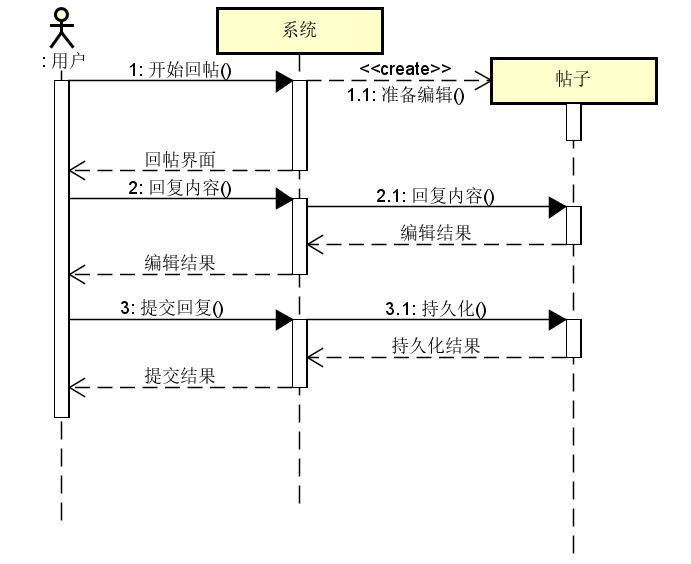 系统
: 用户
1: 开始回帖()
<<create>>
1.1: 准备编辑()
帖子
回帖界面
2: 回复内容()
2.1: 回复内容()
编辑结果
编辑结果
3: 提交回复()
3.1: 持久化()
持久化结果
提交结果